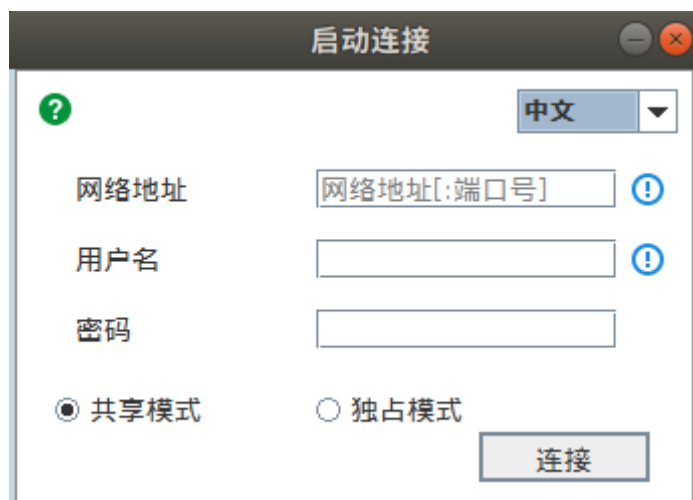 启动连接
中文
网络地址 网络地址[:端口号]
用户名
密码
共享模式 独占模式
连接